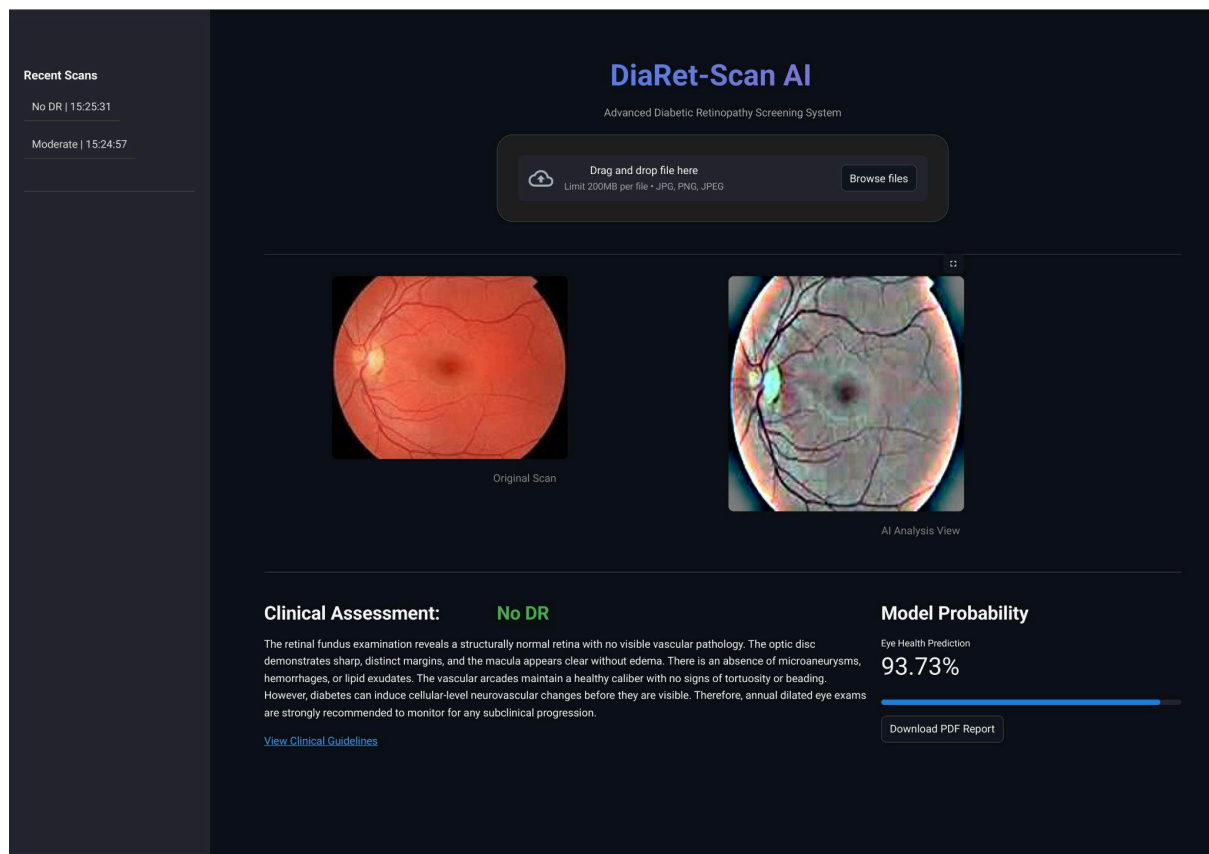 Recent Scans
No DR | 15:25:31
Moderate | 15:24:57
DiaRet-Scan AI
Advanced Diabetic Retinopathy Screening System
Drag and drop file here
Limit 200MB per file • JPG, PNG, JPEG
Browse files
Original Scan
AI Analysis View
Clinical Assessment:
No DR
The retinal fundus examination reveals a structurally normal retina with no visible vascular pathology. The optic disc
demonstrates sharp, distinct margins, and the macula appears clear without edema. There is an absence of microaneurysms,
hemorrhages, or lipid exudates. The vascular arcades maintain a healthy caliber with no signs of tortuosity or beading.
However, diabetes can induce cellular-level neurovascular changes before they are visible. Therefore, annual dilated eye exams
are strongly recommended to monitor for any subclinical progression.
View Clinical Guidelines
Model Probability
Eye Health Prediction
93.73%
Download PDF Report